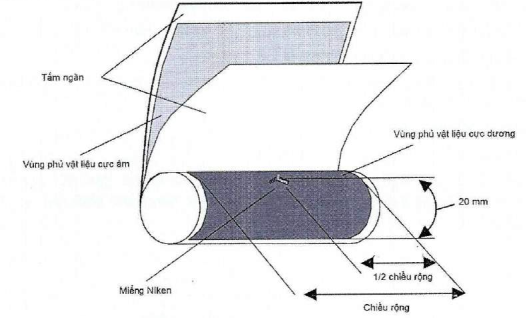 Tấm ngăn
Vùng phủ vật liệu cực dương
Vùng phủ vật liệu cực âm
20 mm
1/2 chiều rộng
Miếng Niken
Chiều rộng